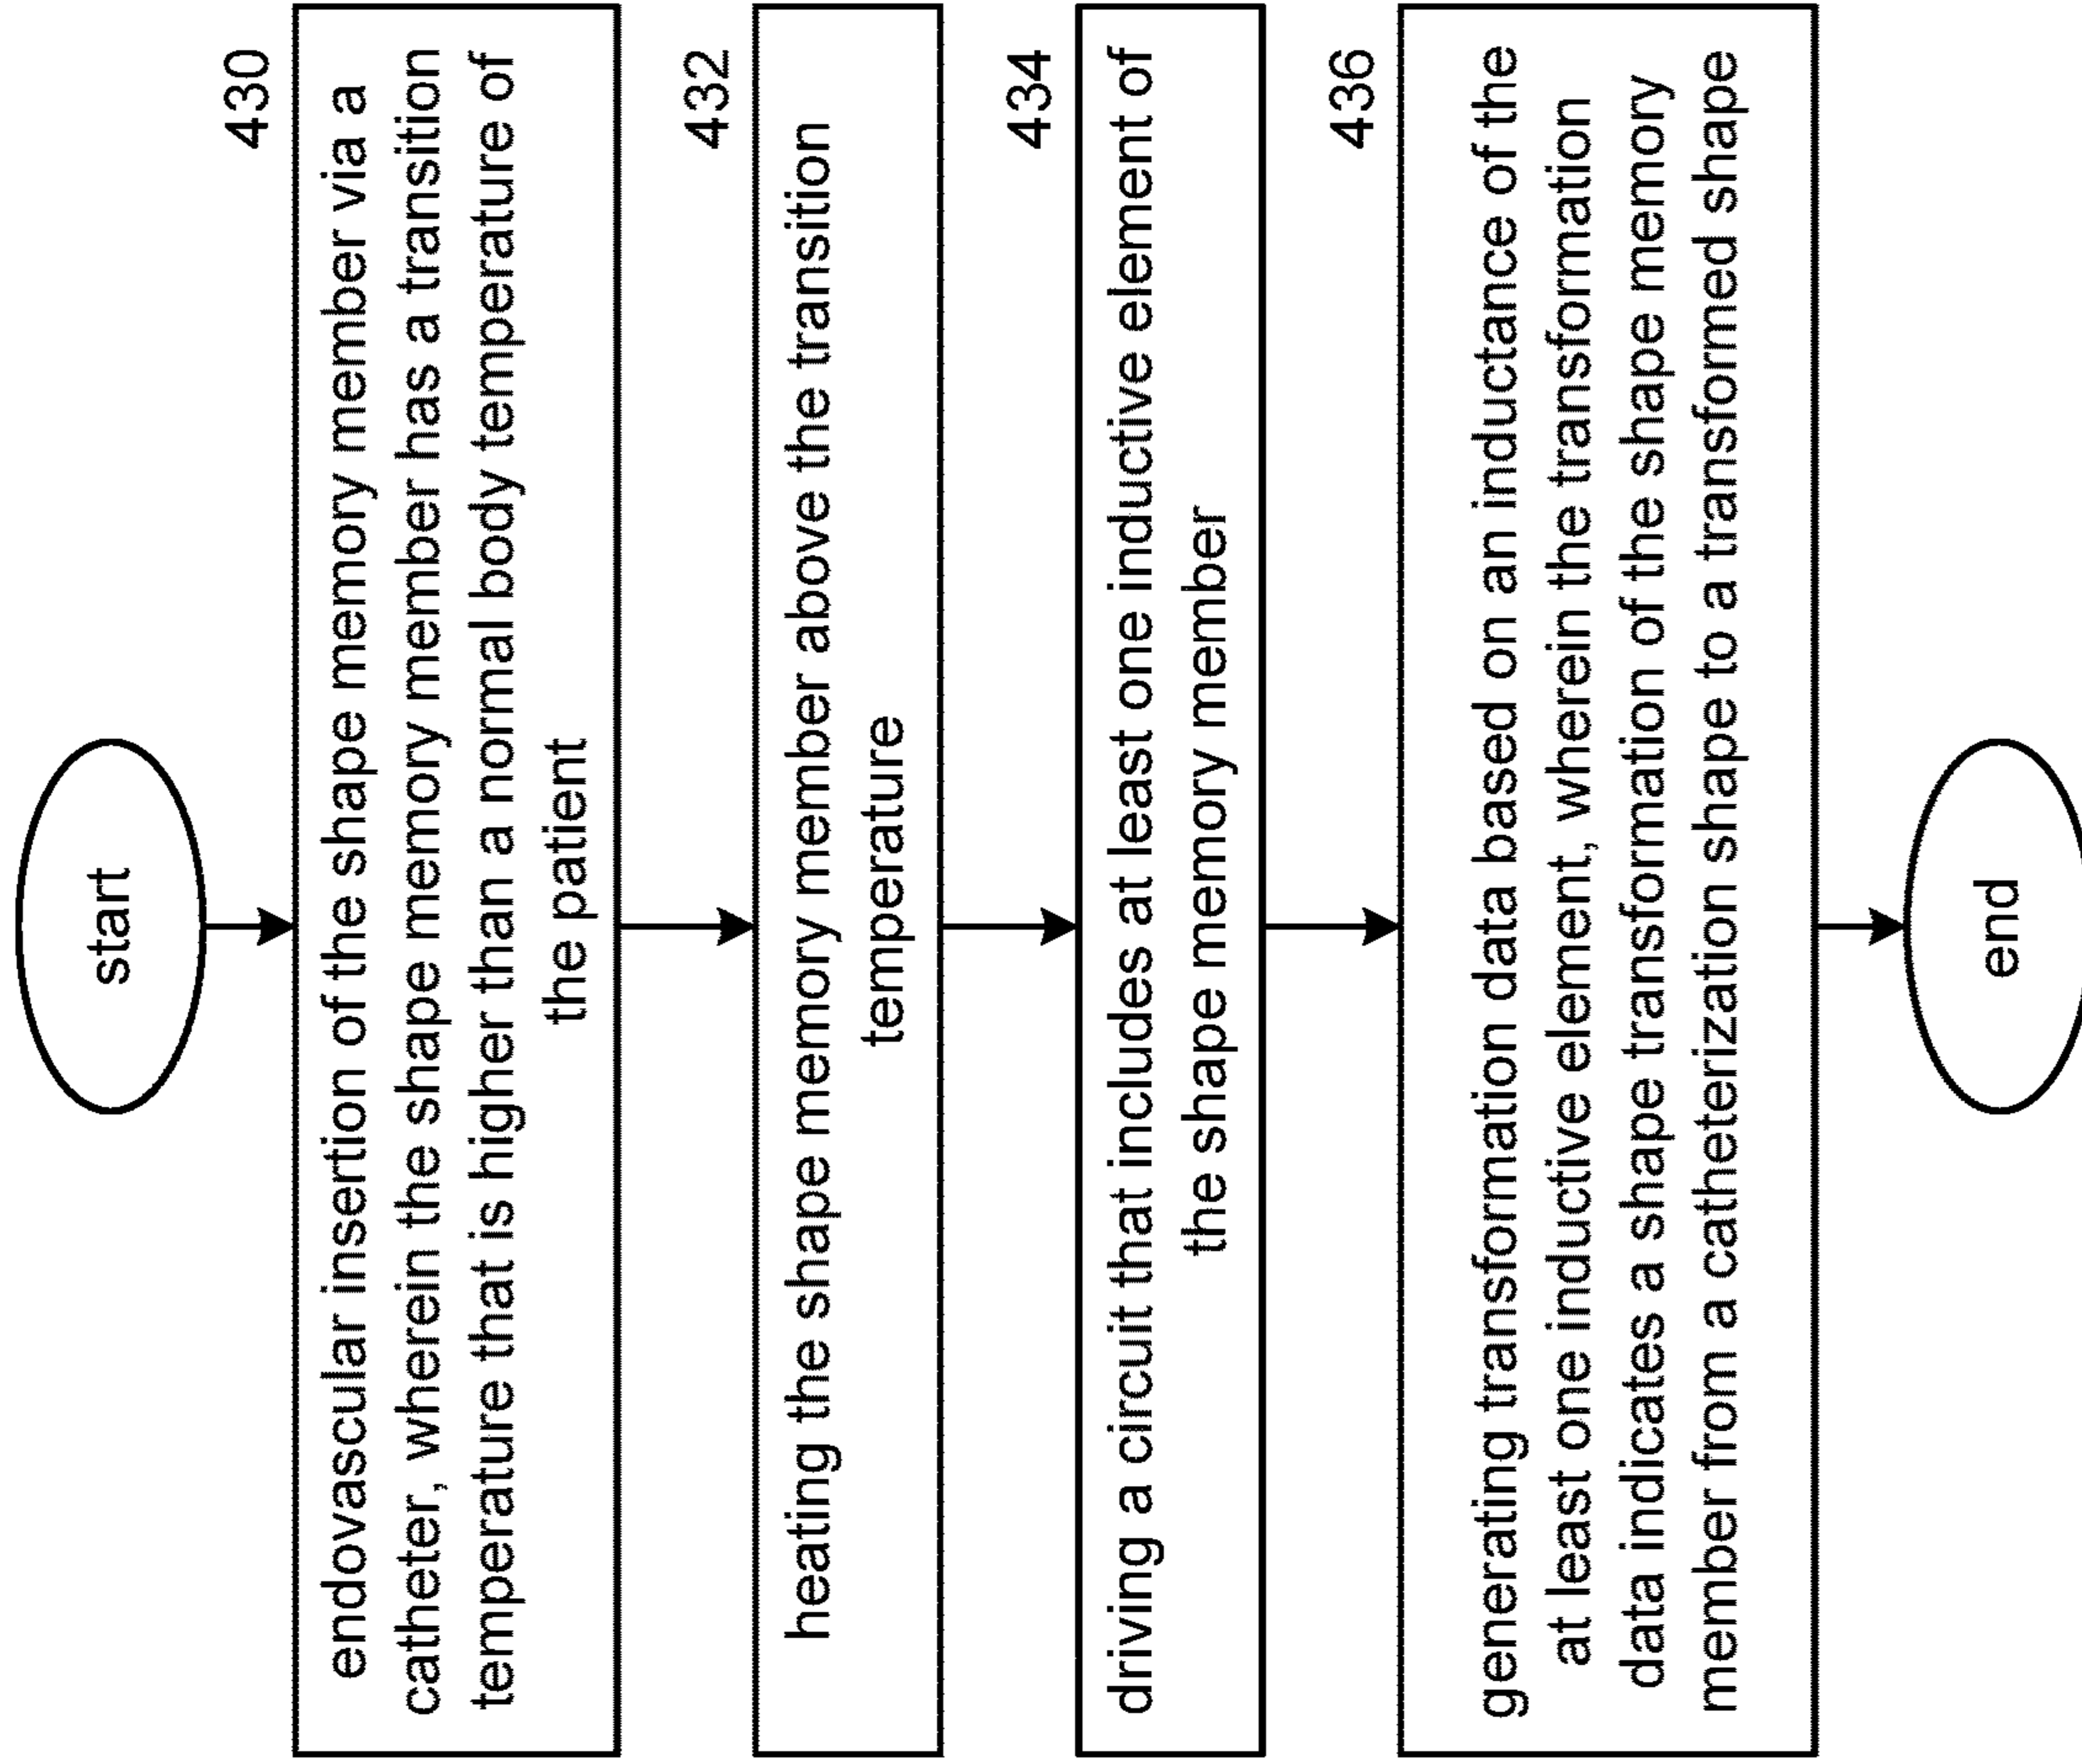 start
430
endovascular insertion of the shape memory member via a
catheter, wherein the shape memory member has a transition
temperature that is higher than a normal body temperature of
the patient
432
heating the shape memory member above the transition
temperature
434
driving a circuit that includes at least one inductive element of
the shape memory member
436
generating transformation data based on an inductance of the
at least one inductive element, wherein the transformation
data indicates a shape transformation of the shape memory
member from a catheterization shape to a transformed shape
end